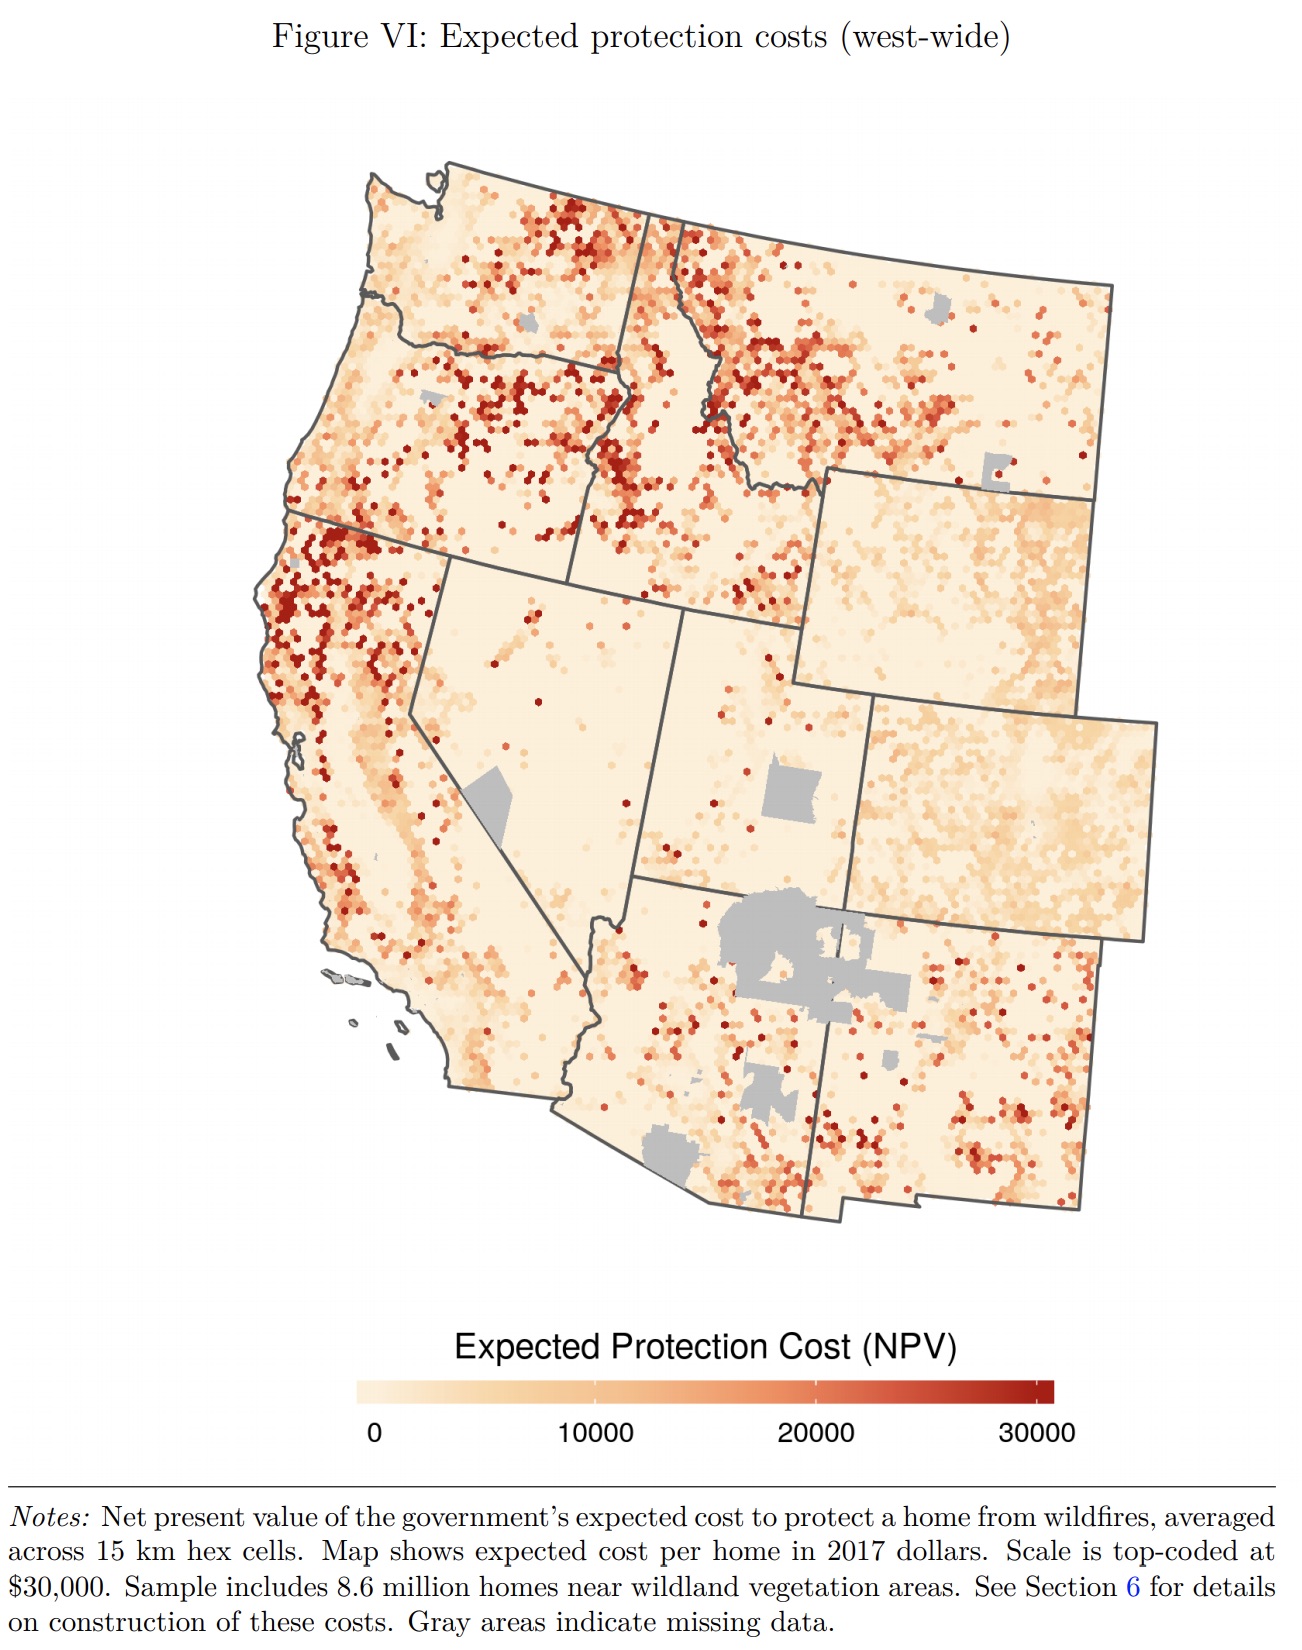 Figure VI: Expected protection costs (west-wide)
Expected Protection Cost (NPV)
0 10000 20000 30000
Notes: Net present value of the government's expected cost to protect a home from wildfires, averaged
across 15 km hex cells. Map shows expected cost per home in 2017 dollars. Scale is top-coded at
$30,000. Sample includes 8.6 million homes near wildland vegetation areas. See Section 6 for details
on construction of these costs. Gray areas indicate missing data.